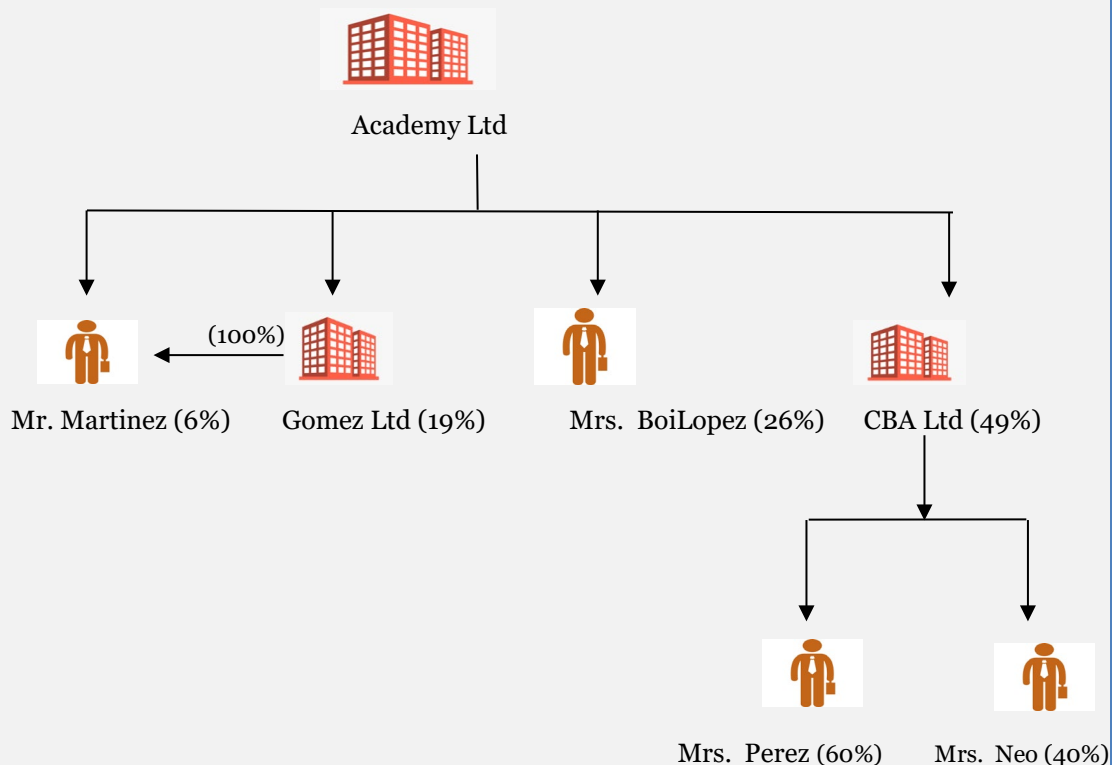 Academy Ltd
(100%)
Mr. Martinez (6%) Gomez Ltd (19%) Mrs. BoiLopez (26%) CBA Ltd (49%)
Mrs. Perez (60%) Mrs. Neo (40%)